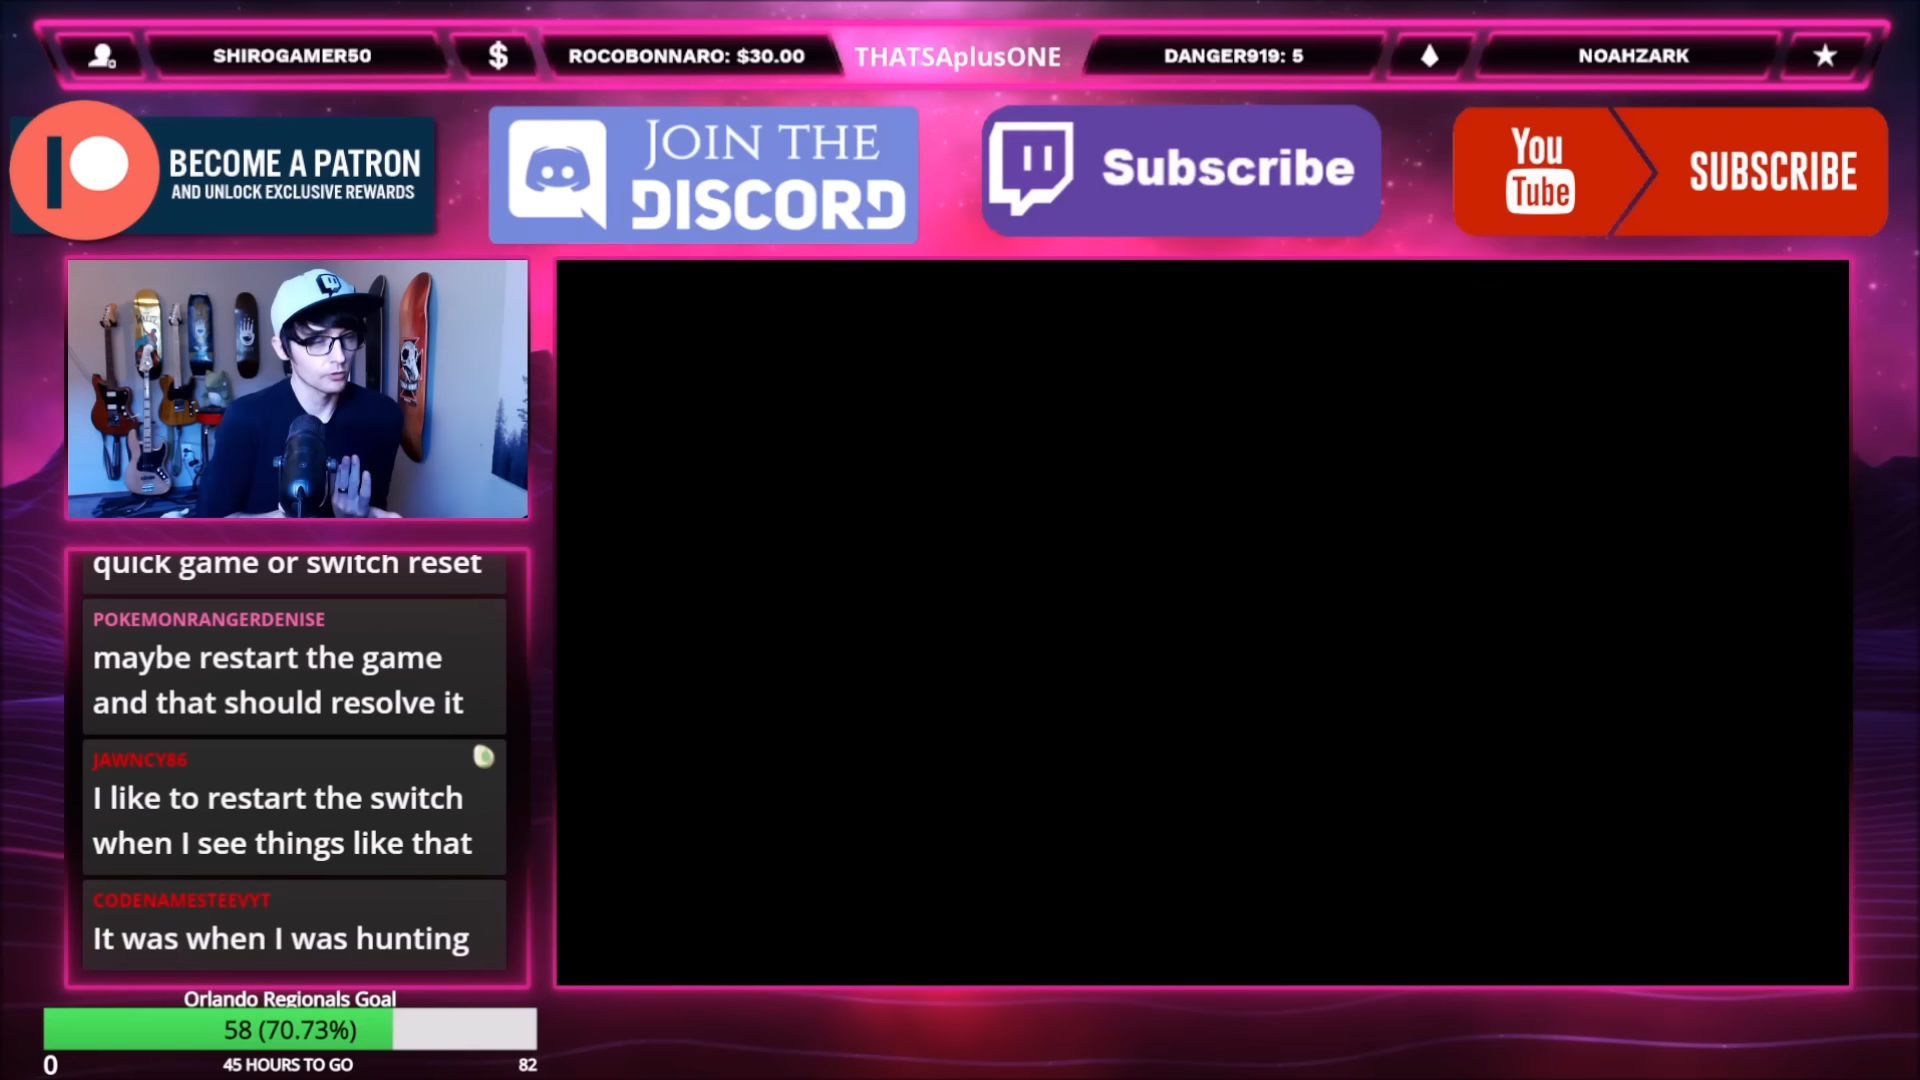 SHIROGAMER50
$
ROCOBONNARO: $30.00
THATSAplusONE
DANGER919: 5
NOAHZARK
BECOME A PATRON
AND UNLOCK EXCLUSIVE REWARDS
JOIN THE
DISCORD
Subscribe
You
Tube
SUBSCRIBE
quick game or switch reset
POKEMONRANGERDENISE
maybe restart the game
and that should resolve it
JAWNCY86
I like to restart the switch
when I see things like that
CODENAMESTEEVYT
It was when I was hunting
Orlando Regionals Goal
58 (70.73%)
0
45 HOURS TO GO
82